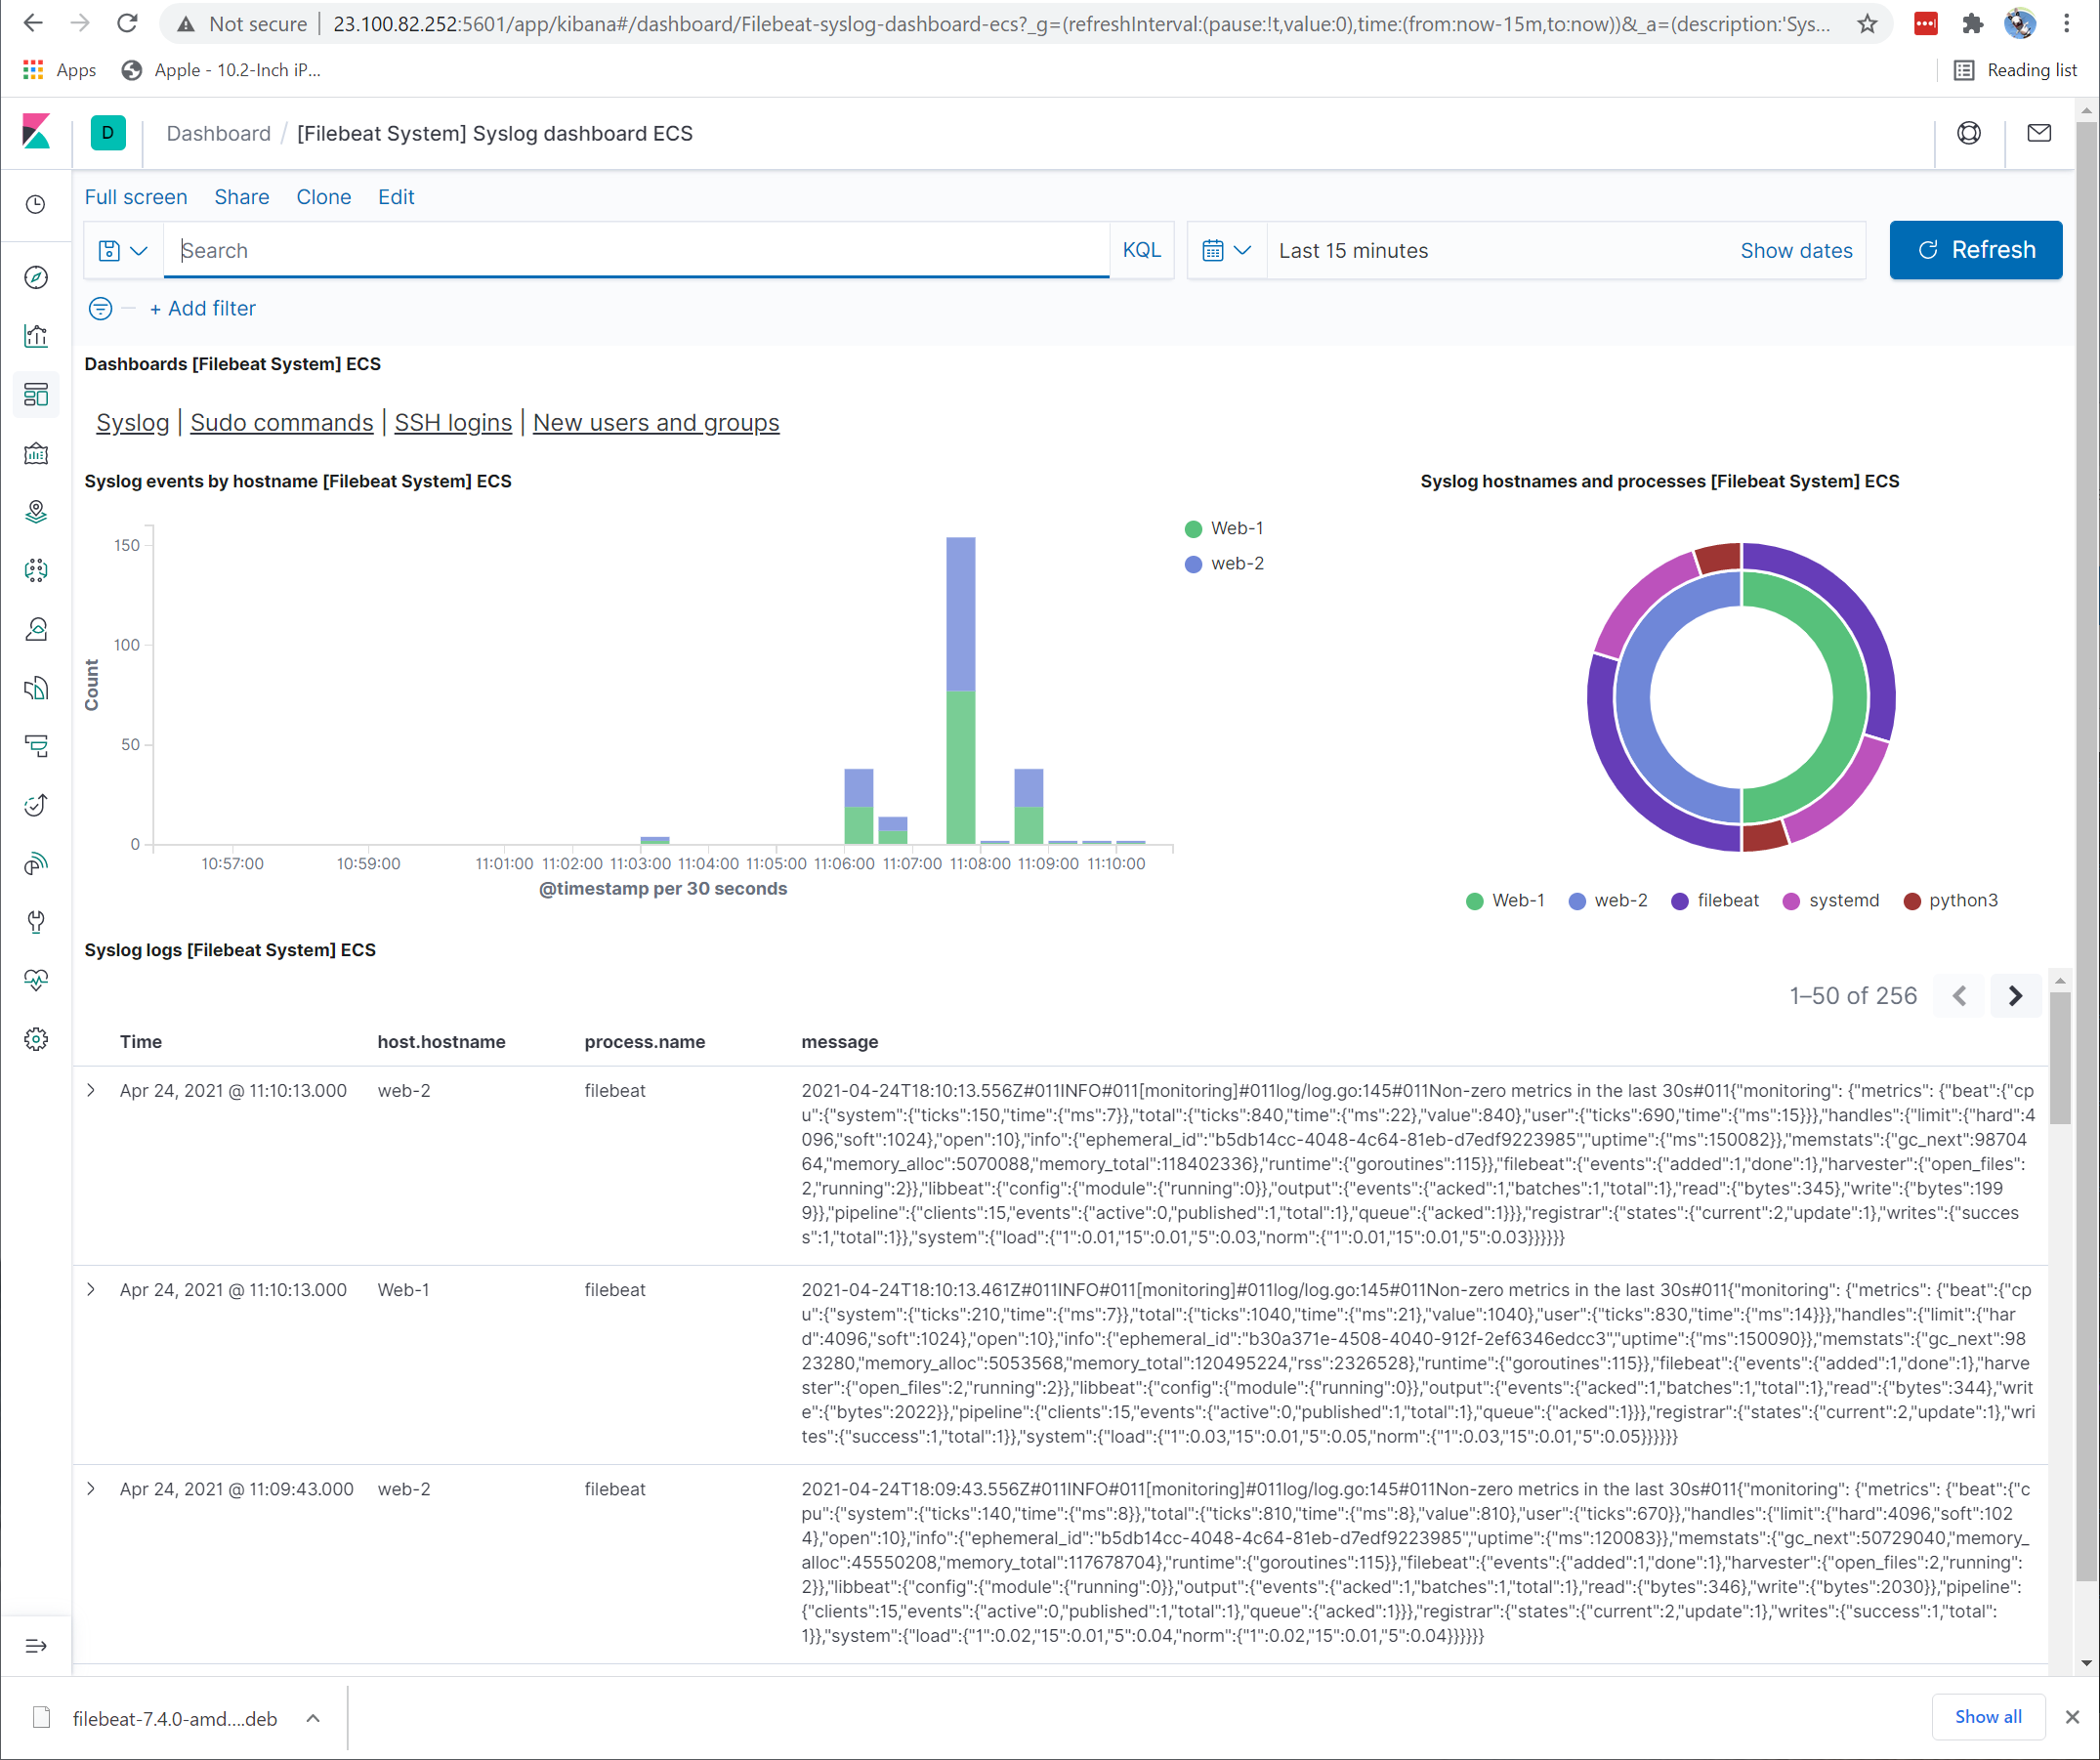 Not secure | 23.100.82.252:5601/app/kibana#/dashboard/Filebeat-syslog-dashboard-ecs?_g=(refreshInterval:(pause:!t,value:0),time:(from:now-15m,to:now))&_a=(description:'Sys...
Apps Apple - 10.2-Inch iP... Reading list
D Dashboard / [Filebeat System] Syslog dashboard ECS
Full screen Share Clone Edit
Search KQL Last 15 minutes Show dates Refresh
+ Add filter
Dashboards [Filebeat System] ECS
Syslog | Sudo commands | SSH logins | New users and groups
Syslog events by hostname [Filebeat System] ECS
150
100
50
0
Count
10:57:00 10:59:00 11:01:00 11:02:00 11:03:00 11:04:00 11:05:00 11:06:00 11:07:00 11:08:00 11:09:00 11:10:00
@timestamp per 30 seconds
Web-1
web-2
Syslog hostnames and processes [Filebeat System] ECS
Web-1 web-2 filebeat systemd python3
Syslog logs [Filebeat System] ECS
1–50 of 256
Time host.hostname process.name message
Apr 24, 2021 @ 11:10:13.000 web-2 filebeat 2021-04-24T18:10:13.556Z#011INFO#011[monitoring]#011log/log.go:145#011Non-zero metrics in the last 30s#011{"monitoring": {"metrics": {"beat":{"cp
u":{"system":{"ticks":150,"time":{"ms":7}},"total":{"ticks":840,"time":{"ms":22},"value":840},"user":{"ticks":690,"time":{"ms":15}}},"handles":{"limit":{"hard":4
096,"soft":1024},"open":10},"info":{"ephemeral_id":"b5db14cc-4048-4c64-81eb-d7edf9223985","uptime":{"ms":150082}},"memstats":{"gc_next":9870
464,"memory_alloc":5070088,"memory_total":118402336},"runtime":{"goroutines":115}},"filebeat":{"events":{"added":1,"done":1},"harvester":{"open_files":
2,"running":2}},"libbeat":{"config":{"module":{"running":0}},"output":{"events":{"acked":1,"batches":1,"total":1},"read":{"bytes":345},"write":{"bytes":199
9}},"pipeline":{"clients":15,"events":{"active":0,"published":1,"total":1},"queue":{"acked":1}}},"registrar":{"states":{"current":2,"update":1},"writes":{"succes
s":1,"total":1}},"system":{"load":{"1":0.01,"15":0.01,"5":0.03,"norm":{"1":0.01,"15":0.01,"5":0.03}}}}}}
Apr 24, 2021 @ 11:10:13.000 Web-1 filebeat 2021-04-24T18:10:13.461Z#011INFO#011[monitoring]#011log/log.go:145#011Non-zero metrics in the last 30s#011{"monitoring": {"metrics": {"beat":{"cp
u":{"system":{"ticks":210,"time":{"ms":7}},"total":{"ticks":1040,"time":{"ms":21},"value":1040},"user":{"ticks":830,"time":{"ms":14}}},"handles":{"limit":{"har
d":4096,"soft":1024},"open":10},"info":{"ephemeral_id":"b30a371e-4508-4040-912f-2ef6346edcc3","uptime":{"ms":150090}},"memstats":{"gc_next":9
823280,"memory_alloc":5053568,"memory_total":120495224,"rss":2326528},"runtime":{"goroutines":115}},"filebeat":{"events":{"added":1,"done":1},"harve
ster":{"open_files":2,"running":2}},"libbeat":{"config":{"module":{"running":0}},"output":{"events":{"acked":1,"batches":1,"total":1},"read":{"bytes":344},"writ
e":{"bytes":2022}},"pipeline":{"clients":15,"events":{"active":0,"published":1,"total":1},"queue":{"acked":1}}},"registrar":{"states":{"current":2,"update":1},"wri
tes":{"success":1,"total":1}},"system":{"load":{"1":0.03,"15":0.01,"5":0.05,"norm":{"1":0.03,"15":0.01,"5":0.05}}}}}}
Apr 24, 2021 @ 11:09:43.000 web-2 filebeat 2021-04-24T18:09:43.556Z#011INFO#011[monitoring]#011log/log.go:145#011Non-zero metrics in the last 30s#011{"monitoring": {"metrics": {"beat":{"c
pu":{"system":{"ticks":140,"time":{"ms":8}},"total":{"ticks":810,"time":{"ms":8},"value":810},"user":{"ticks":670}},"handles":{"limit":{"hard":4096,"soft":102
4},"open":10},"info":{"ephemeral_id":"b5db14cc-4048-4c64-81eb-d7edf9223985","uptime":{"ms":120083}},"memstats":{"gc_next":50729040,"memory_
alloc":45550208,"memory_total":117678704},"runtime":{"goroutines":115}},"filebeat":{"events":{"added":1,"done":1},"harvester":{"open_files":2,"running":
2}},"libbeat":{"config":{"module":{"running":0}},"output":{"events":{"acked":1,"batches":1,"total":1},"read":{"bytes":346},"write":{"bytes":2030}},"pipeline":
{"clients":15,"events":{"active":0,"published":1,"total":1},"queue":{"acked":1}}},"registrar":{"states":{"current":2,"update":1},"writes":{"success":1,"total":
1}},"system":{"load":{"1":0.02,"15":0.01,"5":0.04,"norm":{"1":0.02,"15":0.01,"5":0.04}}}}}}
filebeat-7.4.0-amd....deb Show all